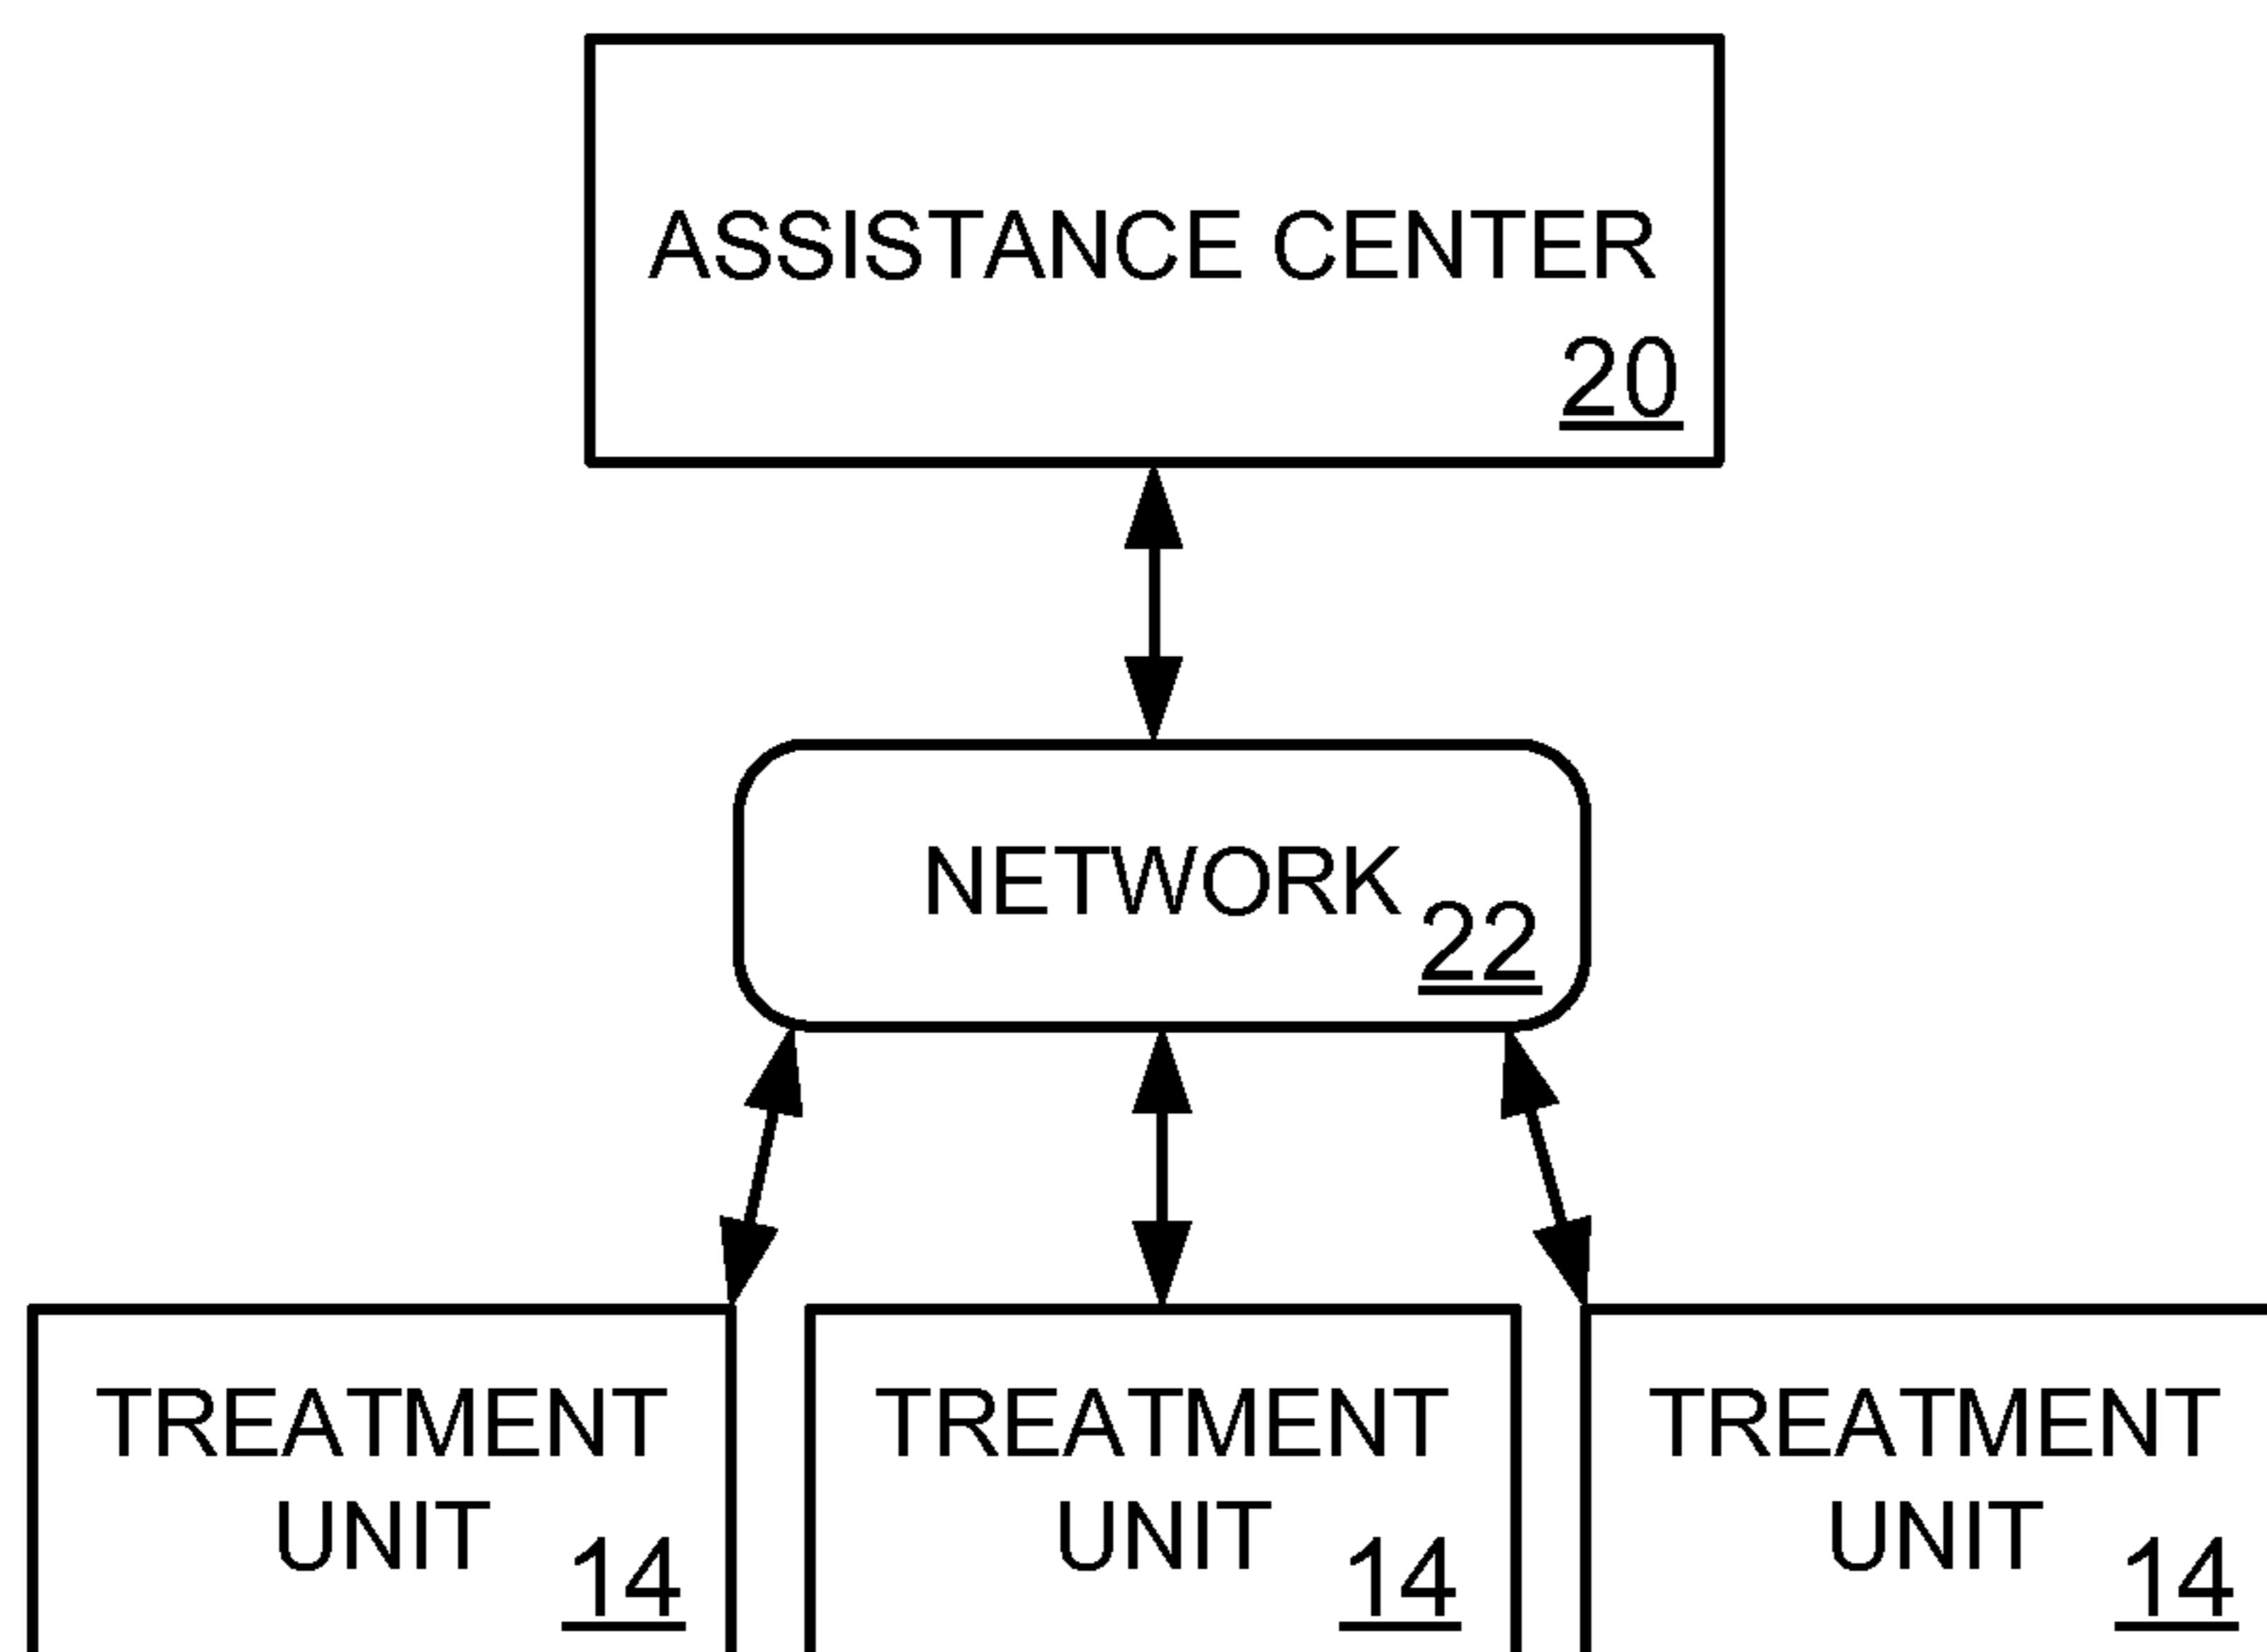 ASSISTANCE CENTER
20
NETWORK
22
TREATMENT
UNIT
14
TREATMENT
UNIT
14
TREATMENT
UNIT
14